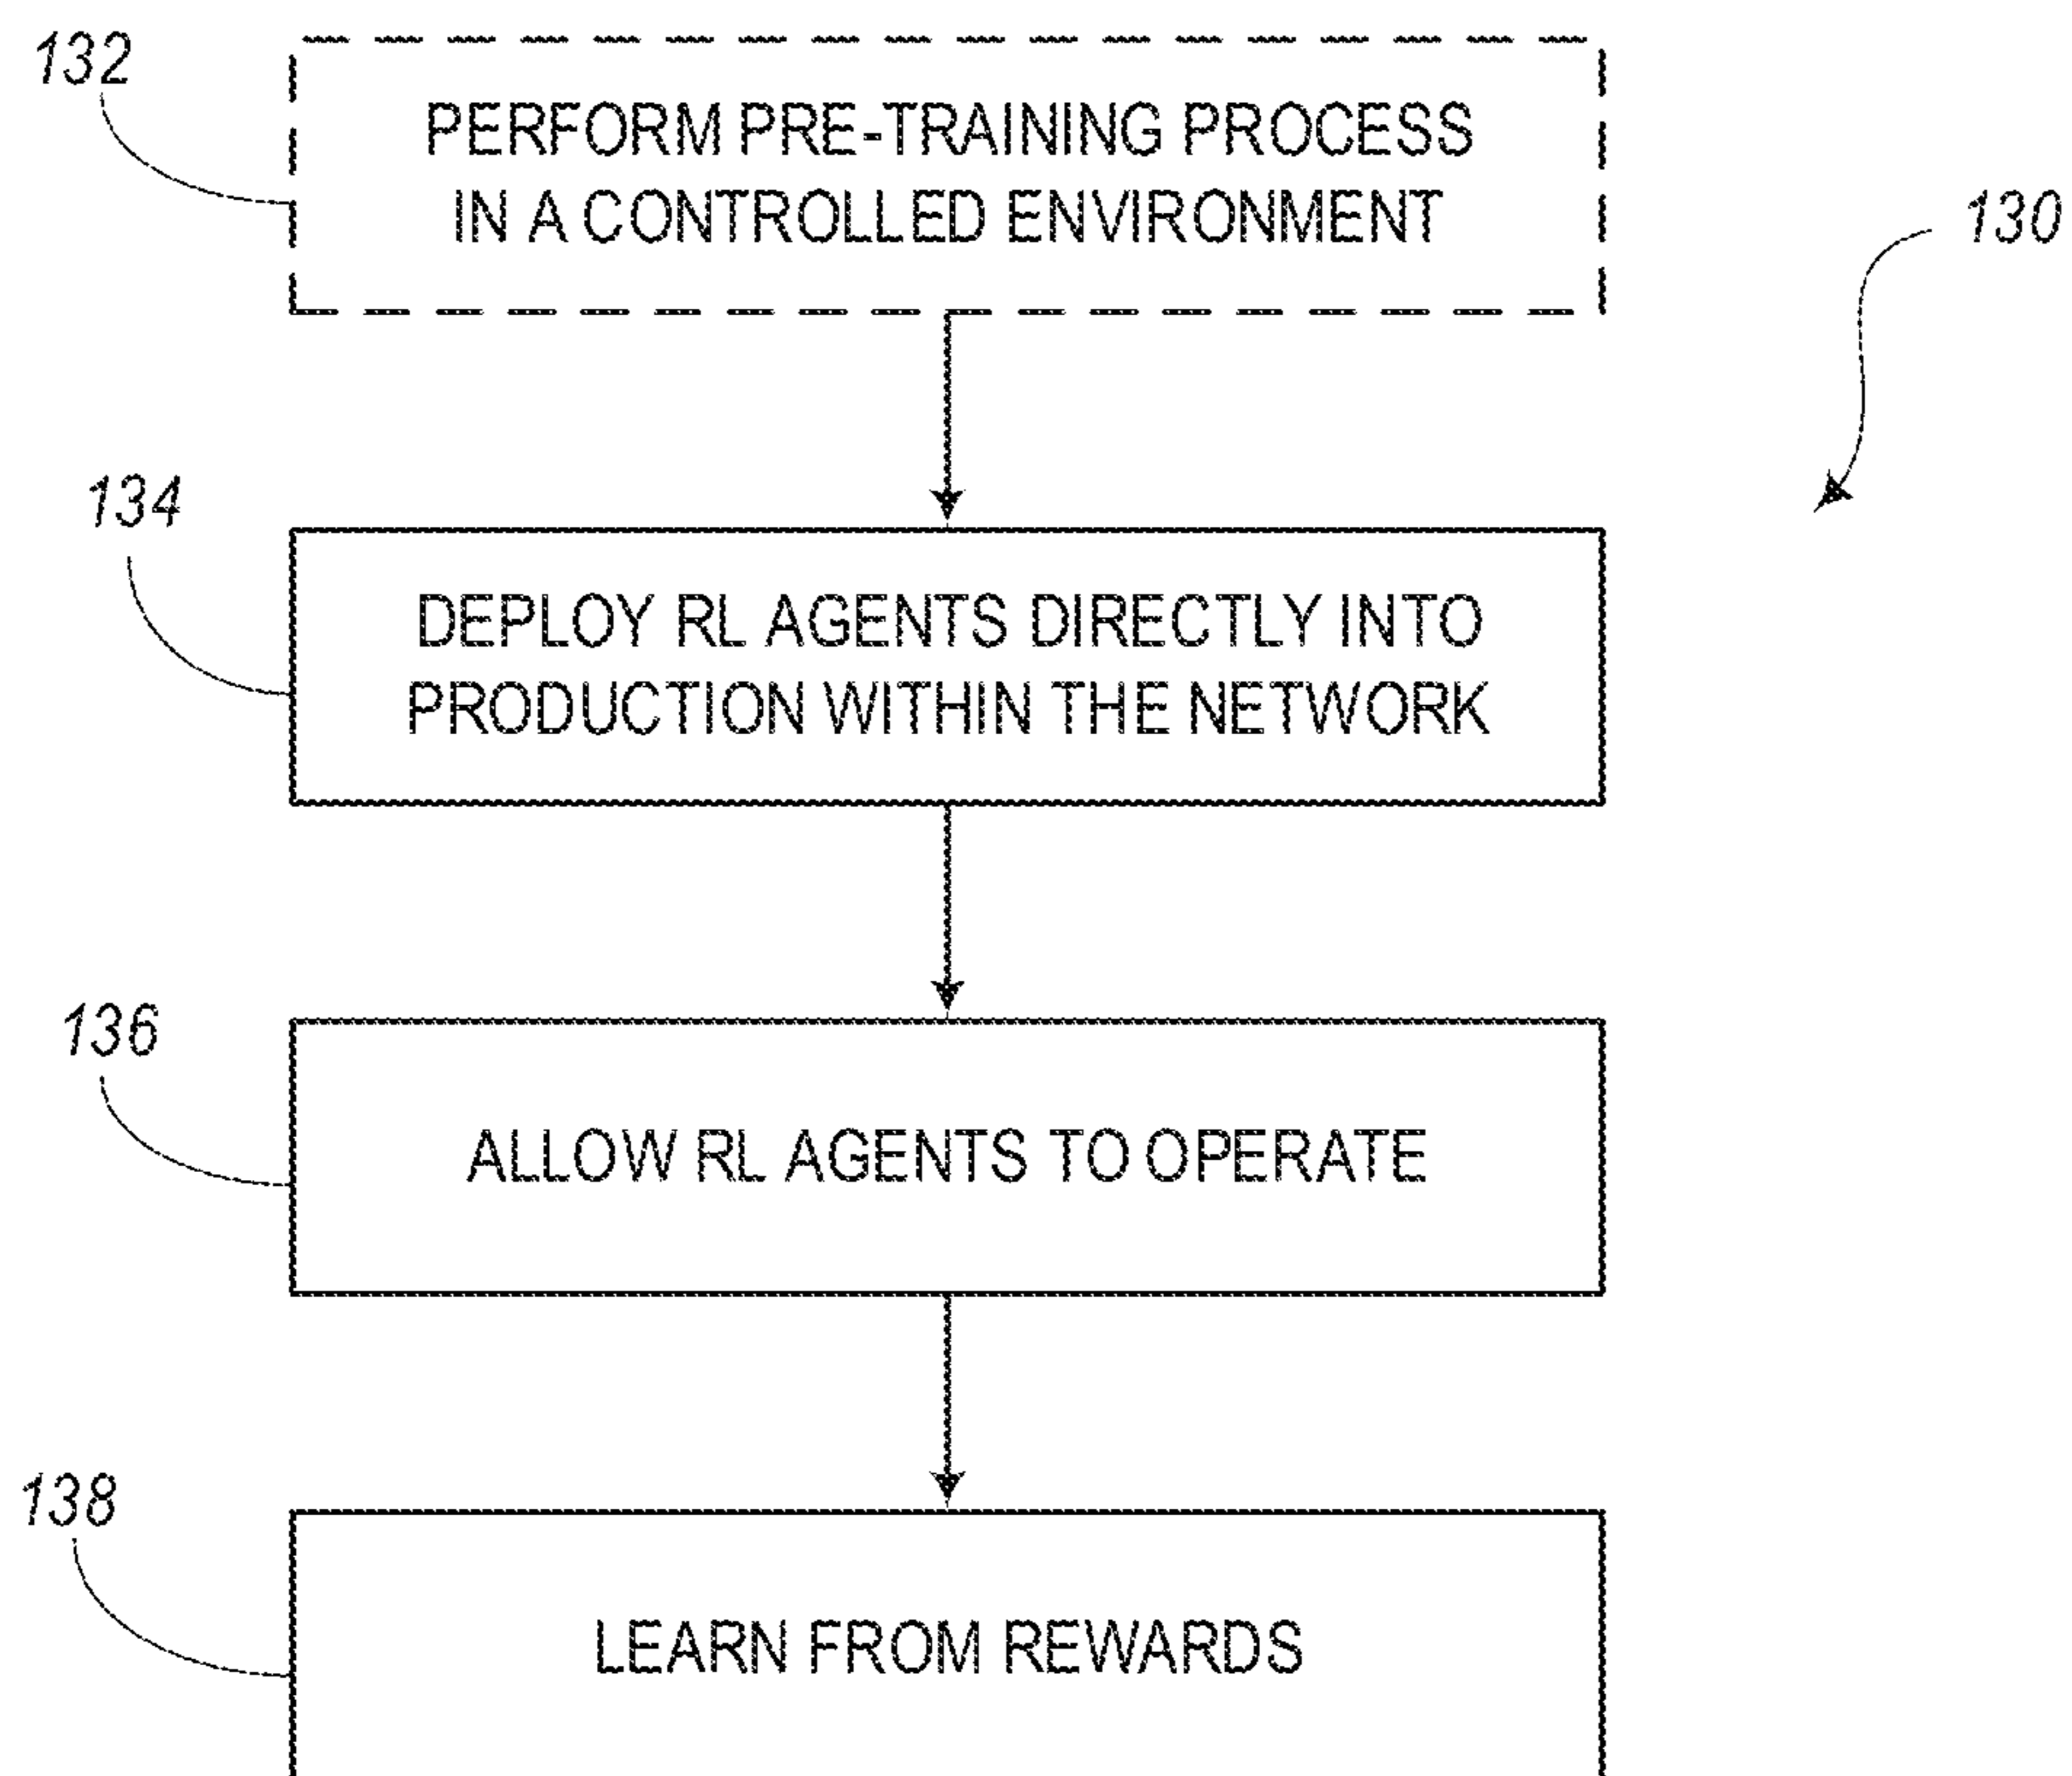 132
PERFORM PRE-TRAINING PROCESS
IN A CONTROLLED ENVIRONMENT
130
134
DEPLOY RL AGENTS DIRECTLY INTO
PRODUCTION WITHIN THE NETWORK
136
ALLOW RL AGENTS TO OPERATE
138
LEARN FROM REWARDS